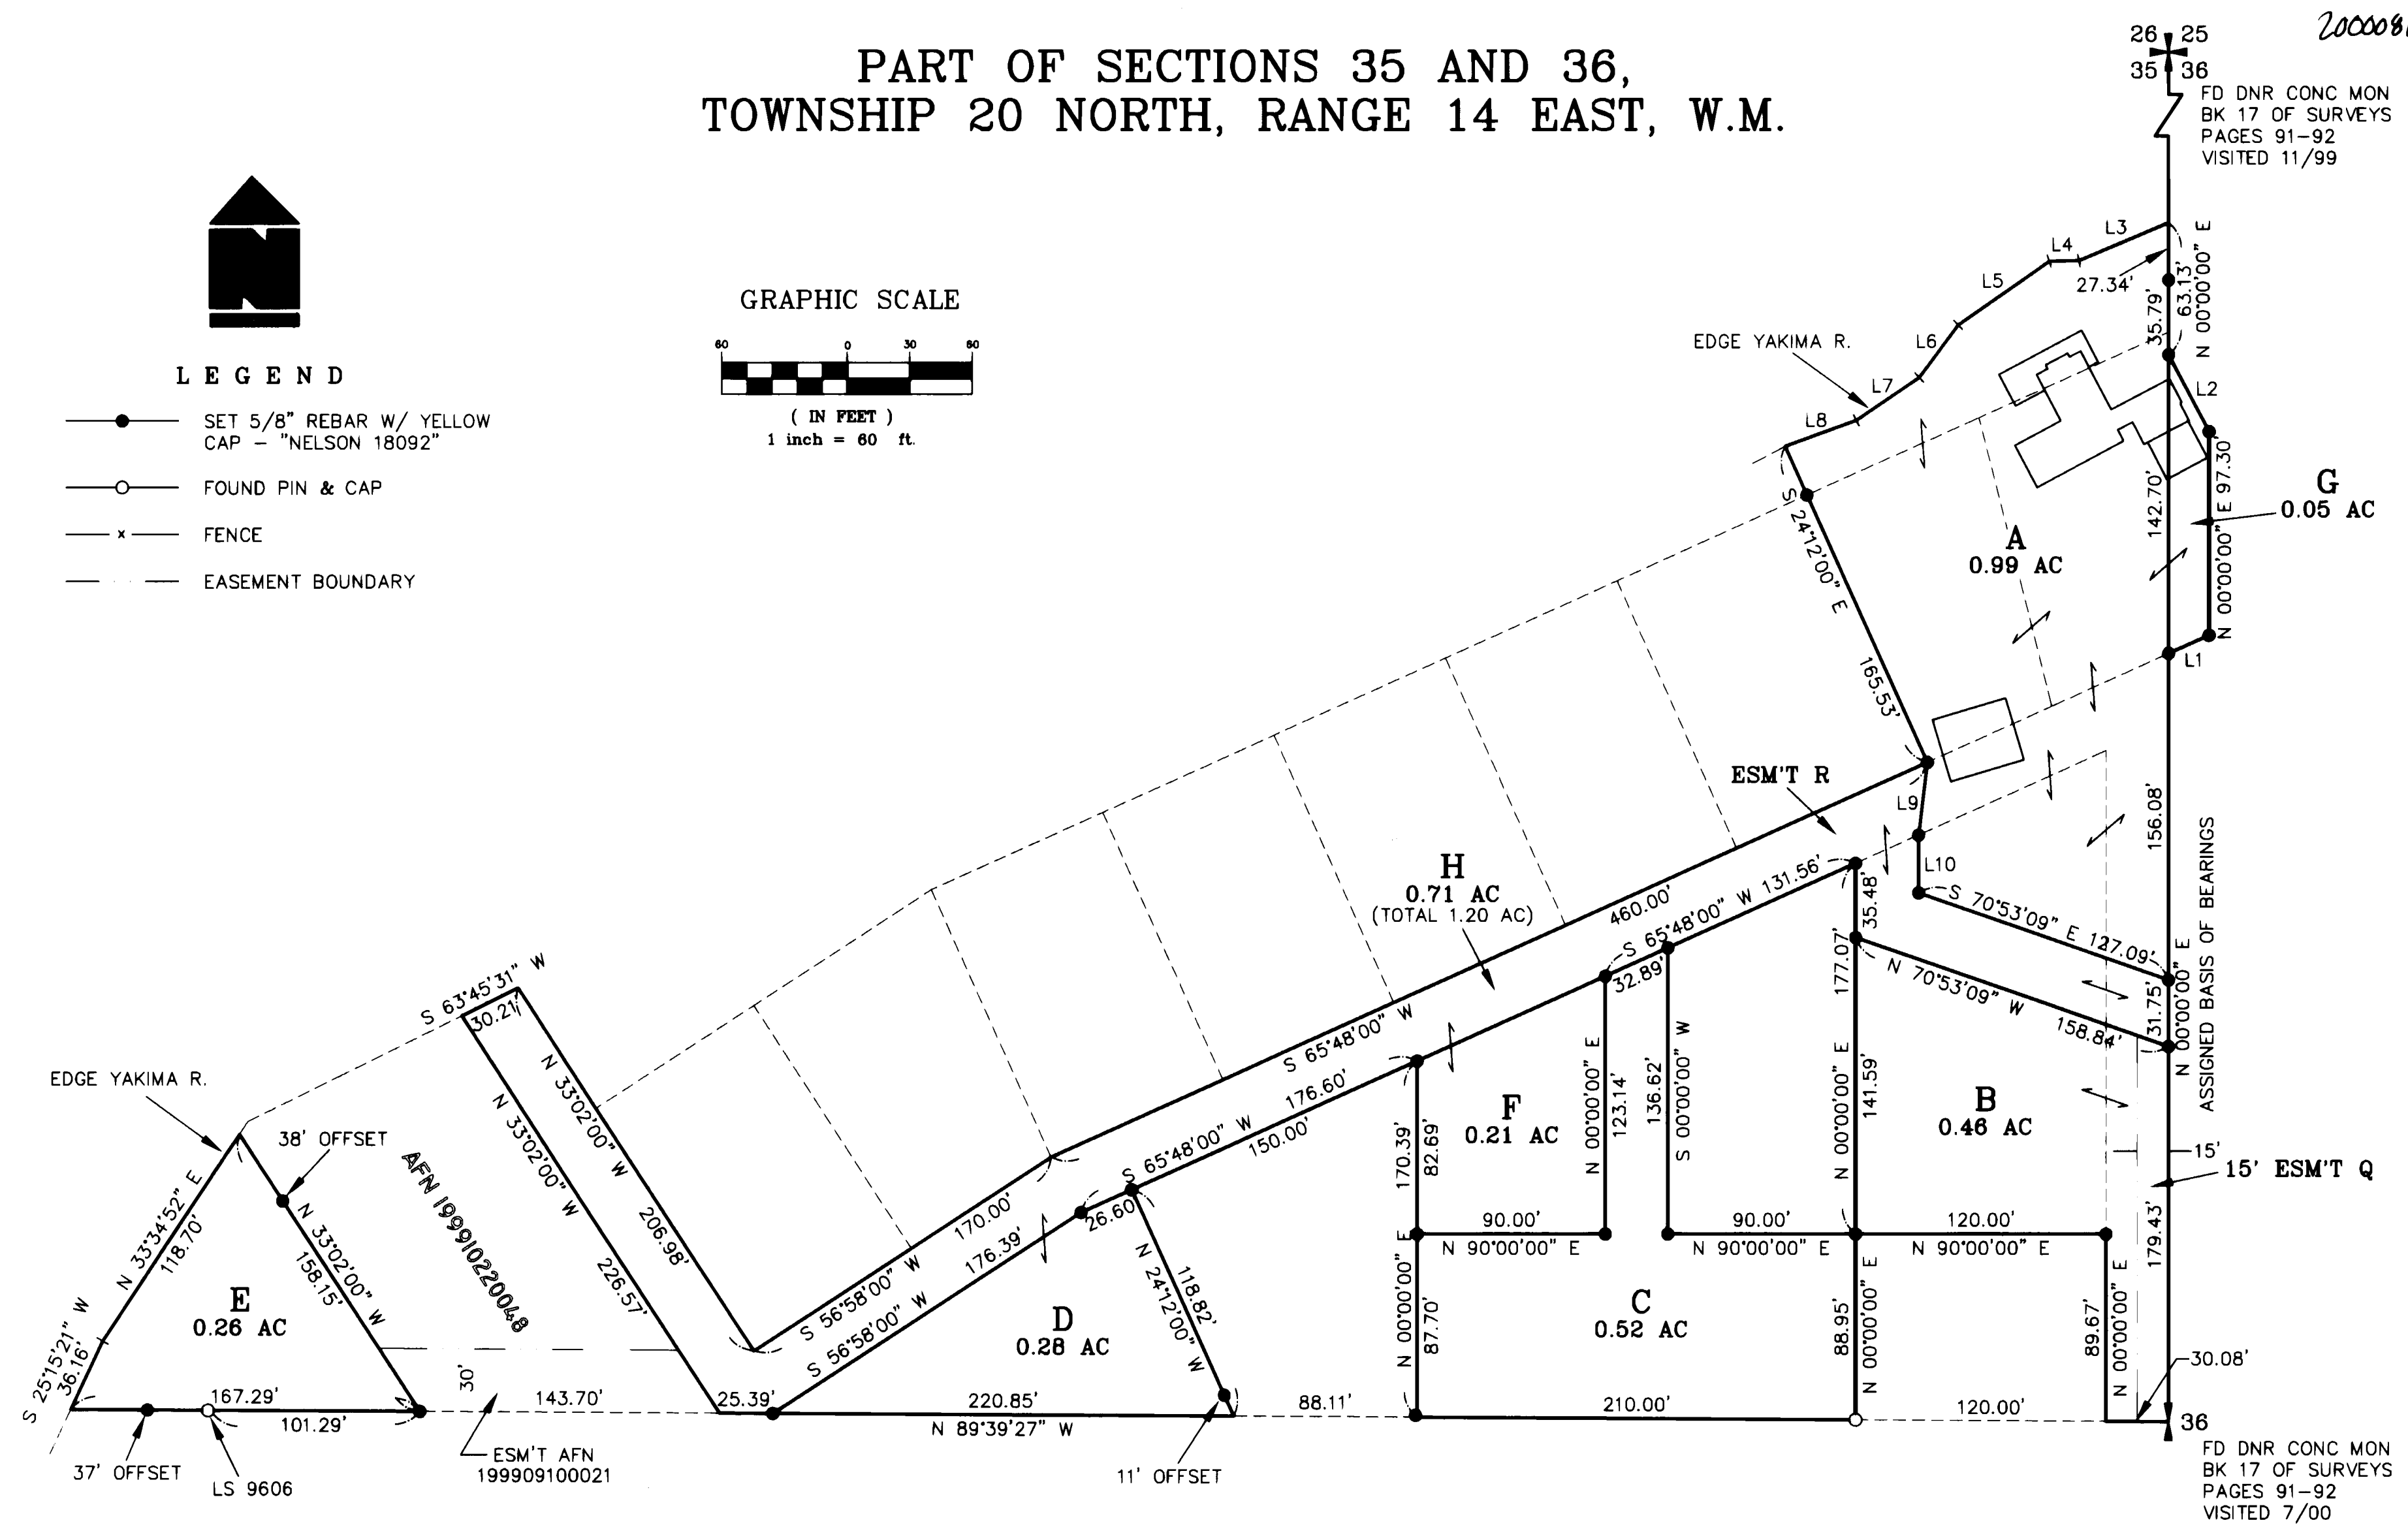 200008
PART OF SECTIONS 35 AND 36,
TOWNSHIP 20 NORTH, RANGE 14 EAST, W.M.
26 25
35 36
FD DNR CONC MON
BK 17 OF SURVEYS
PAGES 91-92
VISITED 11/99
N
LEGEND
SET 5/8" REBAR W/ YELLOW
CAP - "NELSON 18092"
FOUND PIN & CAP
x FENCE
EASEMENT BOUNDARY
GRAPHIC SCALE
60 0 30 60
( IN FEET )
1 inch = 60 ft.
L3
L4
L5
L6
L7
L8
27.34'
35.79'
63.13'
N 00°00'00" E
EDGE YAKIMA R.
L2
142.70'
N 00°00'00" E 97.30'
G
0.05 AC
A
0.99 AC
S 24°12'00" E
165.53'
L1
ESM'T R
L9
L10
156.08'
ASSIGNED BASIS OF BEARINGS
N 00°00'00" E
H
0.71 AC
(TOTAL 1.20 AC)
460.00'
S 65°48'00" W
S 65°48'00" W 131.56'
32.89'
35.48'
177.07'
S 70°53'09" E 127.09'
N 70°53'09" W
158.84'
31.75'
S 63°45'31" W
30.21'
N 33°02'00" W
206.98'
N 33°02'00" W
226.57'
EDGE YAKIMA R.
38' OFFSET
AFN 199910220048
N 33°34'52" E
118.70'
N 33°02'00" W
158.15'
E
0.26 AC
S 25°15'21" W
36.16'
167.29'
101.29'
37' OFFSET
LS 9606
30'
143.70'
ESM'T AFN
199909100021
25.39'
S 56°58'00" W
170.00'
S 56°58'00" W
176.39'
26.60'
S 65°48'00" W
176.60'
150.00'
D
0.28 AC
N 24°12'00" W
118.82'
220.85'
N 89°39'27" W
11' OFFSET
88.11'
170.39'
82.69'
F
0.21 AC
N 00°00'00" E
123.14'
136.62'
S 00°00'00" W
N 00°00'00" E
141.59'
B
0.46 AC
15'
15' ESM'T Q
90.00'
N 90°00'00" E
90.00'
N 90°00'00" E
120.00'
N 90°00'00" E
179.43'
N 00°00'00" E
87.70'
C
0.52 AC
88.95'
N 00°00'00" E
89.67'
N 00°00'00" E
30.08'
210.00'
120.00'
36
FD DNR CONC MON
BK 17 OF SURVEYS
PAGES 91-92
VISITED 7/00